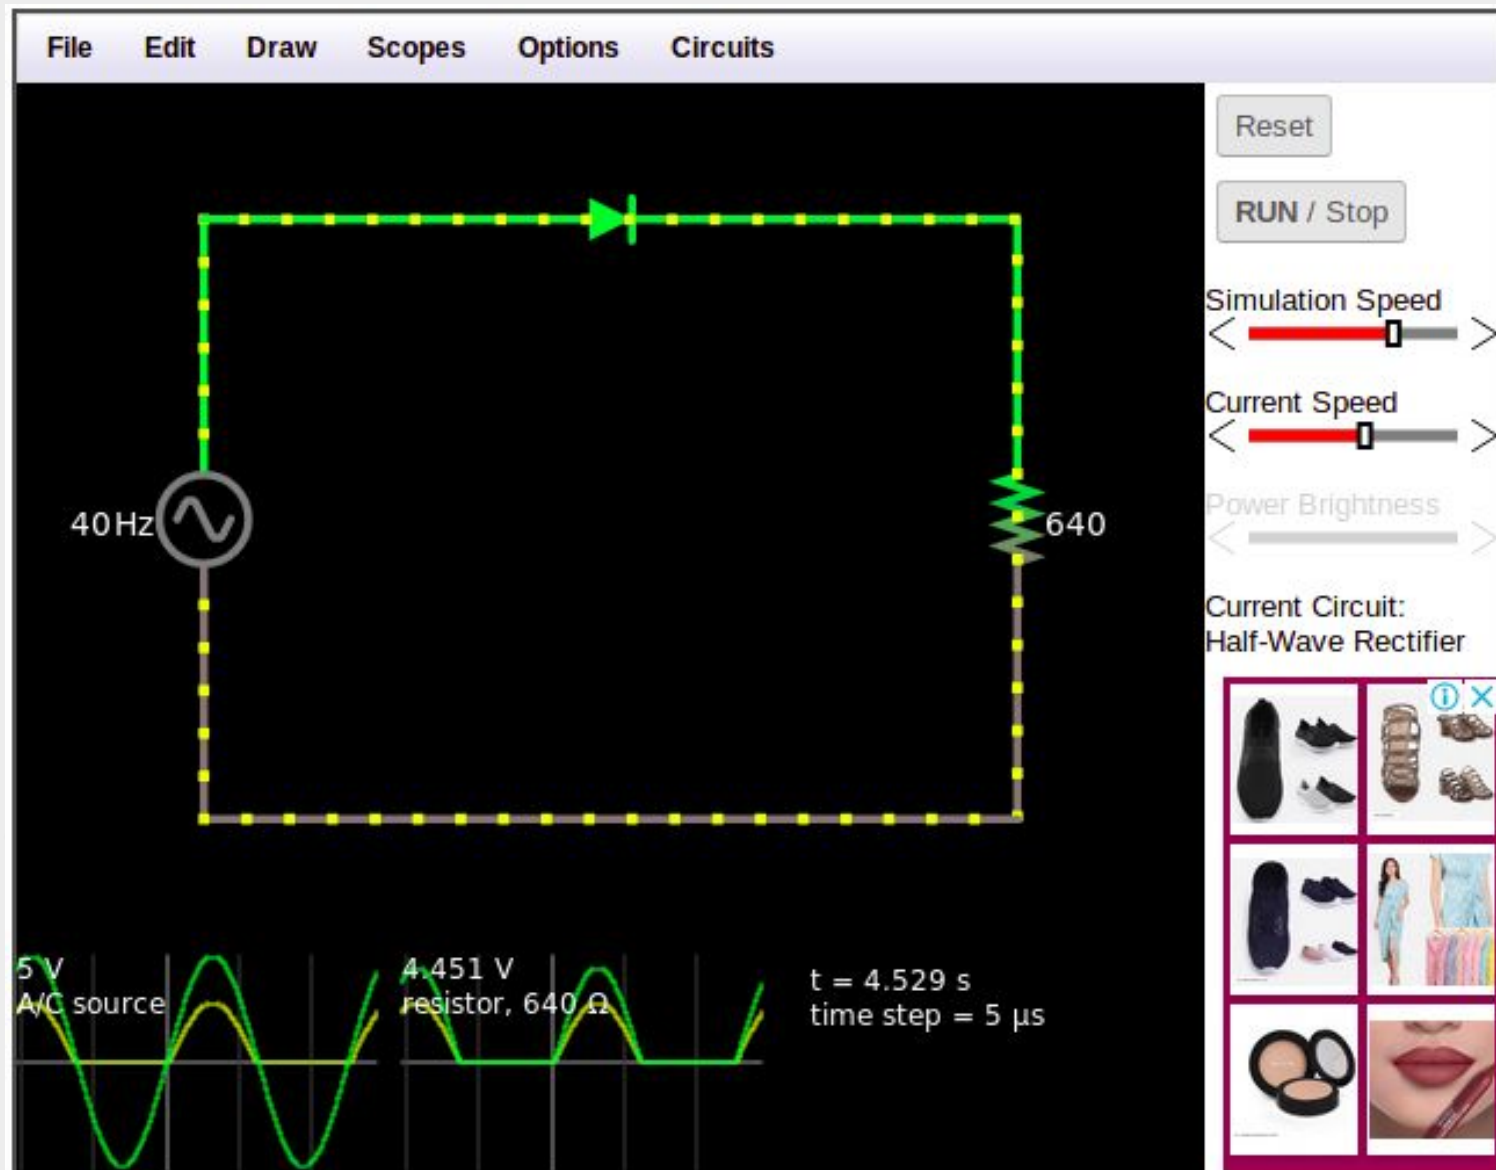 File Edit Draw Scopes Options Circuits
Reset
RUN / Stop
Simulation Speed
Current Speed
Power Brightness
Current Circuit:
Half-Wave Rectifier
40Hz
640
5 V
A/C source
4.451 V
resistor, 640 Ω
t = 4.529 s
time step = 5 µs